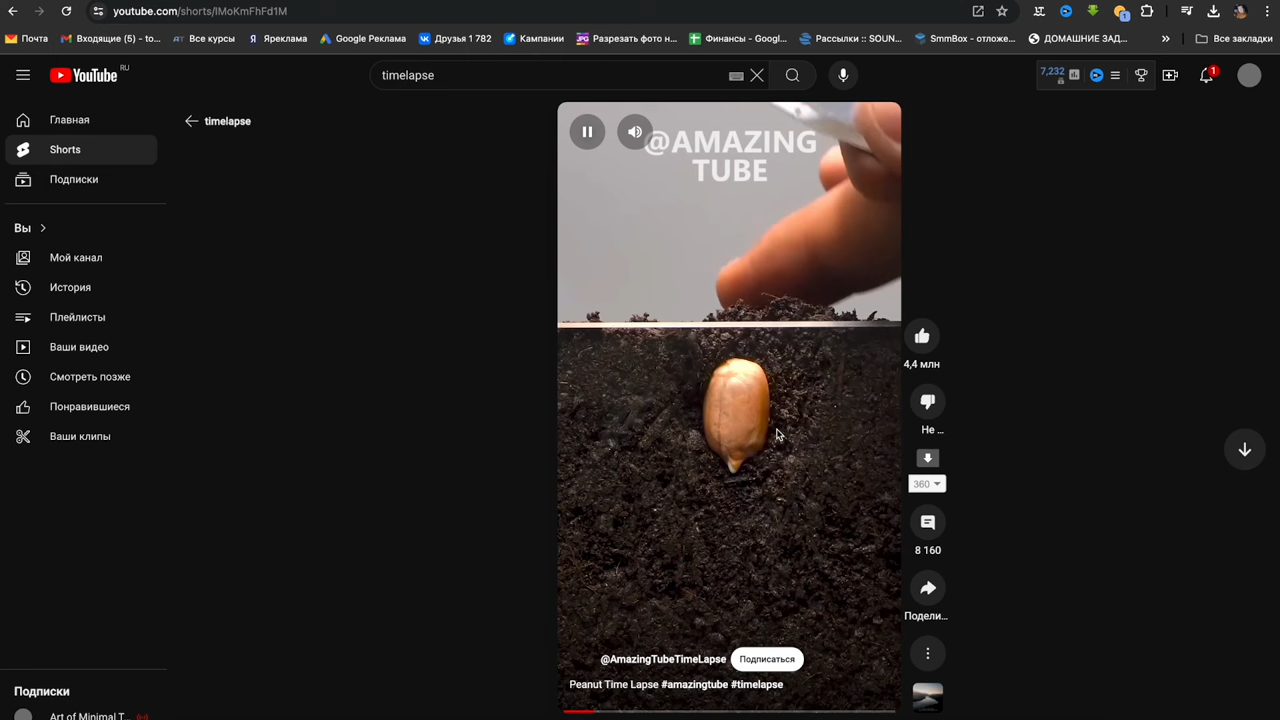 youtube.com/shorts/lMoKmFhFd1M
1
Почта
Входящие (5) - to...
Все курсы
Яреклама
Google Реклама
Друзья 1 782
Кампании
Разрезать фото н...
Финансы – Googl...
Рассылки :: SOUN...
SmmBox – отложе...
ДОМАШНИЕ ЗАД...
»
Все закладки
YouTube RU
timelapse
7,232
1
Главная
Shorts
Подписки
Вы
Мой канал
История
Плейлисты
Ваши видео
Смотреть позже
Понравившиеся
Ваши клипы
Подписки
Art of Minimal T...
timelapse
@AMAZING
TUBE
4,4 млн
Не ...
360
8 160
Подели...
@AmazingTubeTimeLapse Подписаться
Peanut Time Lapse #amazingtube #timelapse